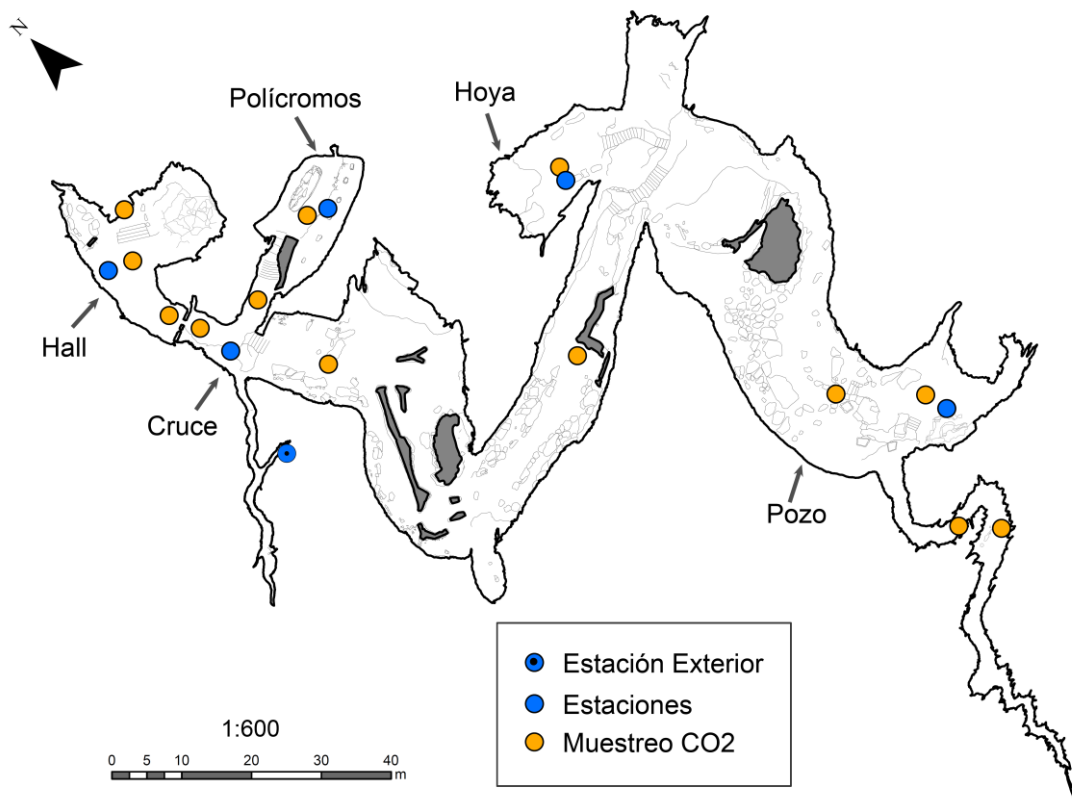 N
Polícromos
Hoya
Hall
Cruce
Pozo
Estación Exterior
Estaciones
Muestreo CO2
1:600
0 5 10 20 30 40
m